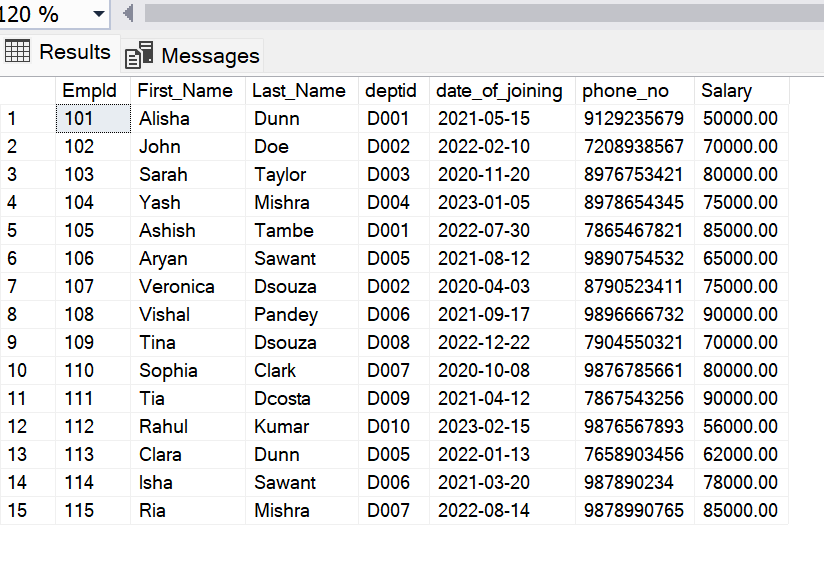 120 %
Results Messages
EmpId First_Name Last_Name deptid date_of_joining phone_no Salary
1 101 Alisha Dunn D001 2021-05-15 9129235679 50000.00
2 102 John Doe D002 2022-02-10 7208938567 70000.00
3 103 Sarah Taylor D003 2020-11-20 8976753421 80000.00
4 104 Yash Mishra D004 2023-01-05 8978654345 75000.00
5 105 Ashish Tambe D001 2022-07-30 7865467821 85000.00
6 106 Aryan Sawant D005 2021-08-12 9890754532 65000.00
7 107 Veronica Dsouza D002 2020-04-03 8790523411 75000.00
8 108 Vishal Pandey D006 2021-09-17 9896666732 90000.00
9 109 Tina Dsouza D008 2022-12-22 7904550321 70000.00
10 110 Sophia Clark D007 2020-10-08 9876785661 80000.00
11 111 Tia Dcosta D009 2021-04-12 7867543256 90000.00
12 112 Rahul Kumar D010 2023-02-15 9876567893 56000.00
13 113 Clara Dunn D005 2022-01-13 7658903456 62000.00
14 114 Isha Sawant D006 2021-03-20 987890234 78000.00
15 115 Ria Mishra D007 2022-08-14 9878990765 85000.00